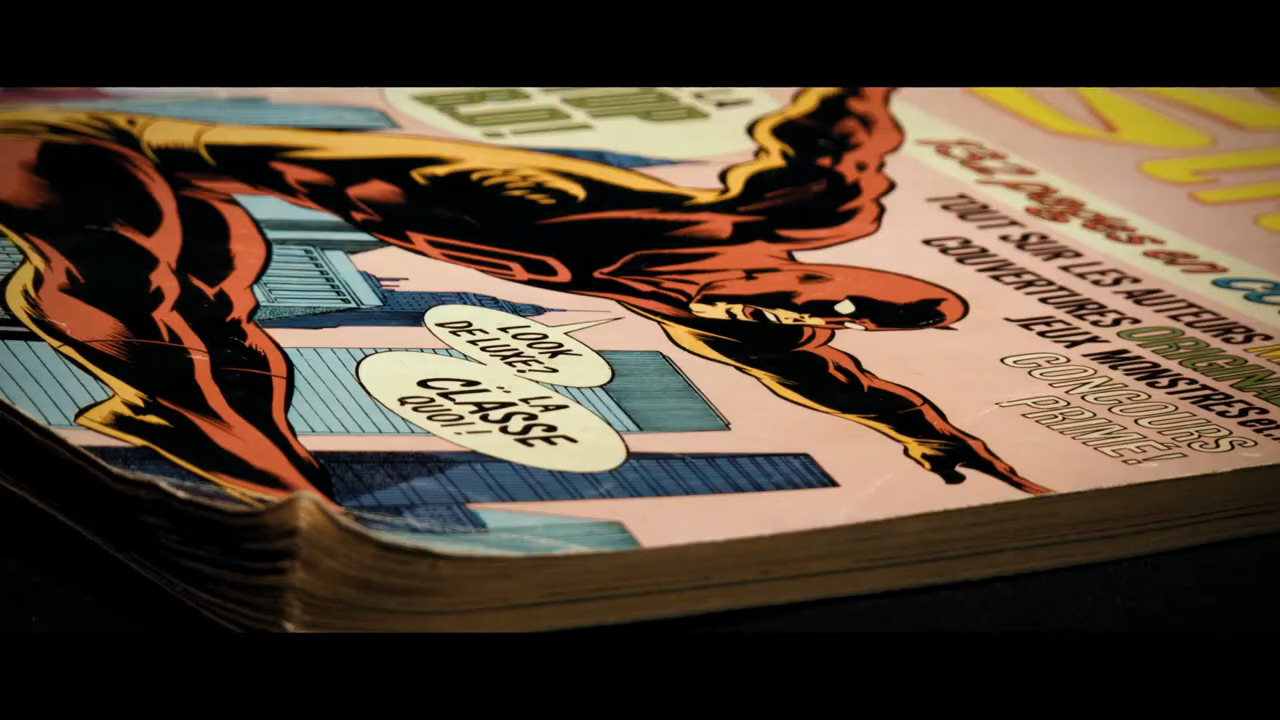 132 pages en
TOUT SUR LES AUTEURS
COUVERTURES ORIGINA
JEUX MONSTRES et
CONCOURS
PRIME!
LOOK
DE LUXE?
LA
CLASSE
QUOI!